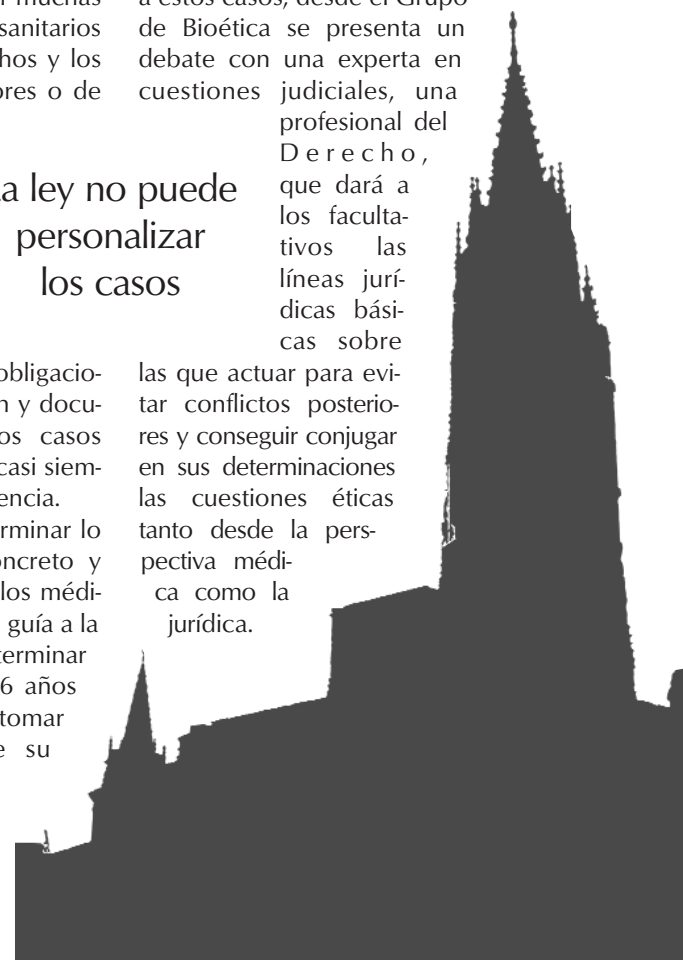 muchas
sanitarios
hos y los
res o de
La ley no puede
personalizar
los casos
obligacio-
n y docu-
os casos
casi siem-
encia.
rminar lo
ncreto y
los médi-
guía a la
terminar
6 años
tomar
e su
a estos casos, desde el Grupo
de Bioética se presenta un
debate con una experta en
cuestiones judiciales, una
profesional del
Derecho,
que dará a
los faculta-
tivos las
líneas jurí-
dicas bási-
cas sobre
las que actuar para evi-
tar conflictos posterio-
res y conseguir conjugar
en sus determinaciones
las cuestiones éticas
tanto desde la pers-
pectiva médi-
ca como la
jurídica.